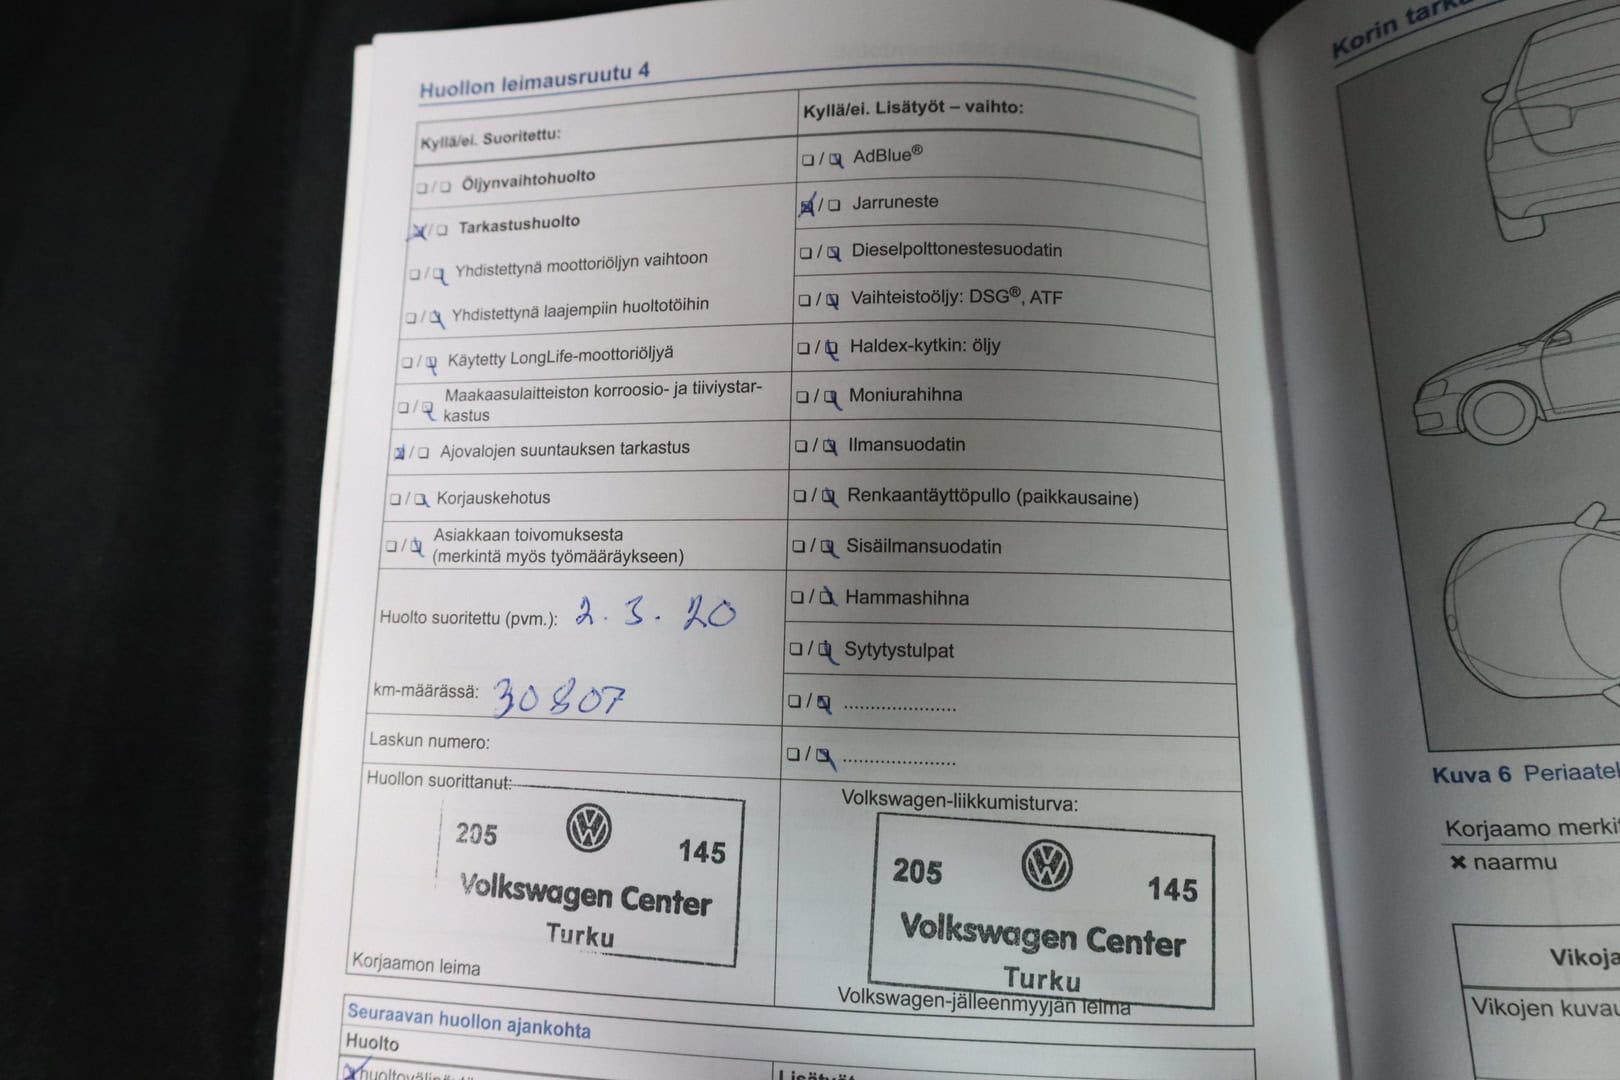 Huollon leimausruutu 4
Kyllä/ei. Suoritettu:
❏ / ❏ Öljynvaihtohuolto
❏ / ❏ Tarkastushuolto
❏ / ❏ Yhdistettynä moottoriöljyn vaihtoon
❏ / ❏ Yhdistettynä laajempiin huoltotöihin
❏ / ❏ Käytetty LongLife-moottoriöljyä
❏ / ❏ Maakaasulaitteiston korroosio- ja tiiviystar-
kastus
❏ / ❏ Ajovalojen suuntauksen tarkastus
❏ / ❏ Korjauskehotus
❏ / ❏ Asiakkaan toivomuksesta
(merkintä myös työmääräykseen)
Huolto suoritettu (pvm.): 2.3.20
km-määrässä: 30807
Laskun numero:
Huollon suorittanut:
205 145
Volkswagen Center
Turku
Korjaamon leima
Kyllä/ei. Lisätyöt – vaihto:
❏ / ❏ AdBlue®
❏ / ❏ Jarruneste
❏ / ❏ Dieselpolttonestesuodatin
❏ / ❏ Vaihteistoöljy: DSG®, ATF
❏ / ❏ Haldex-kytkin: öljy
❏ / ❏ Moniurahihna
❏ / ❏ Ilmansuodatin
❏ / ❏ Renkaantäyttöpullo (paikkausaine)
❏ / ❏ Sisäilmansuodatin
❏ / ❏ Hammashihna
❏ / ❏ Sytytystulpat
❏ / ❏ .....................
❏ / ❏ .....................
Volkswagen-liikkumisturva:
205 145
Volkswagen Center
Turku
Volkswagen-jälleenmyyjän leima
Seuraavan huollon ajankohta
Huolto
Lisätyöt
Korin
Kuva 6
Korjaamo
✖ naarmu
Vikojen